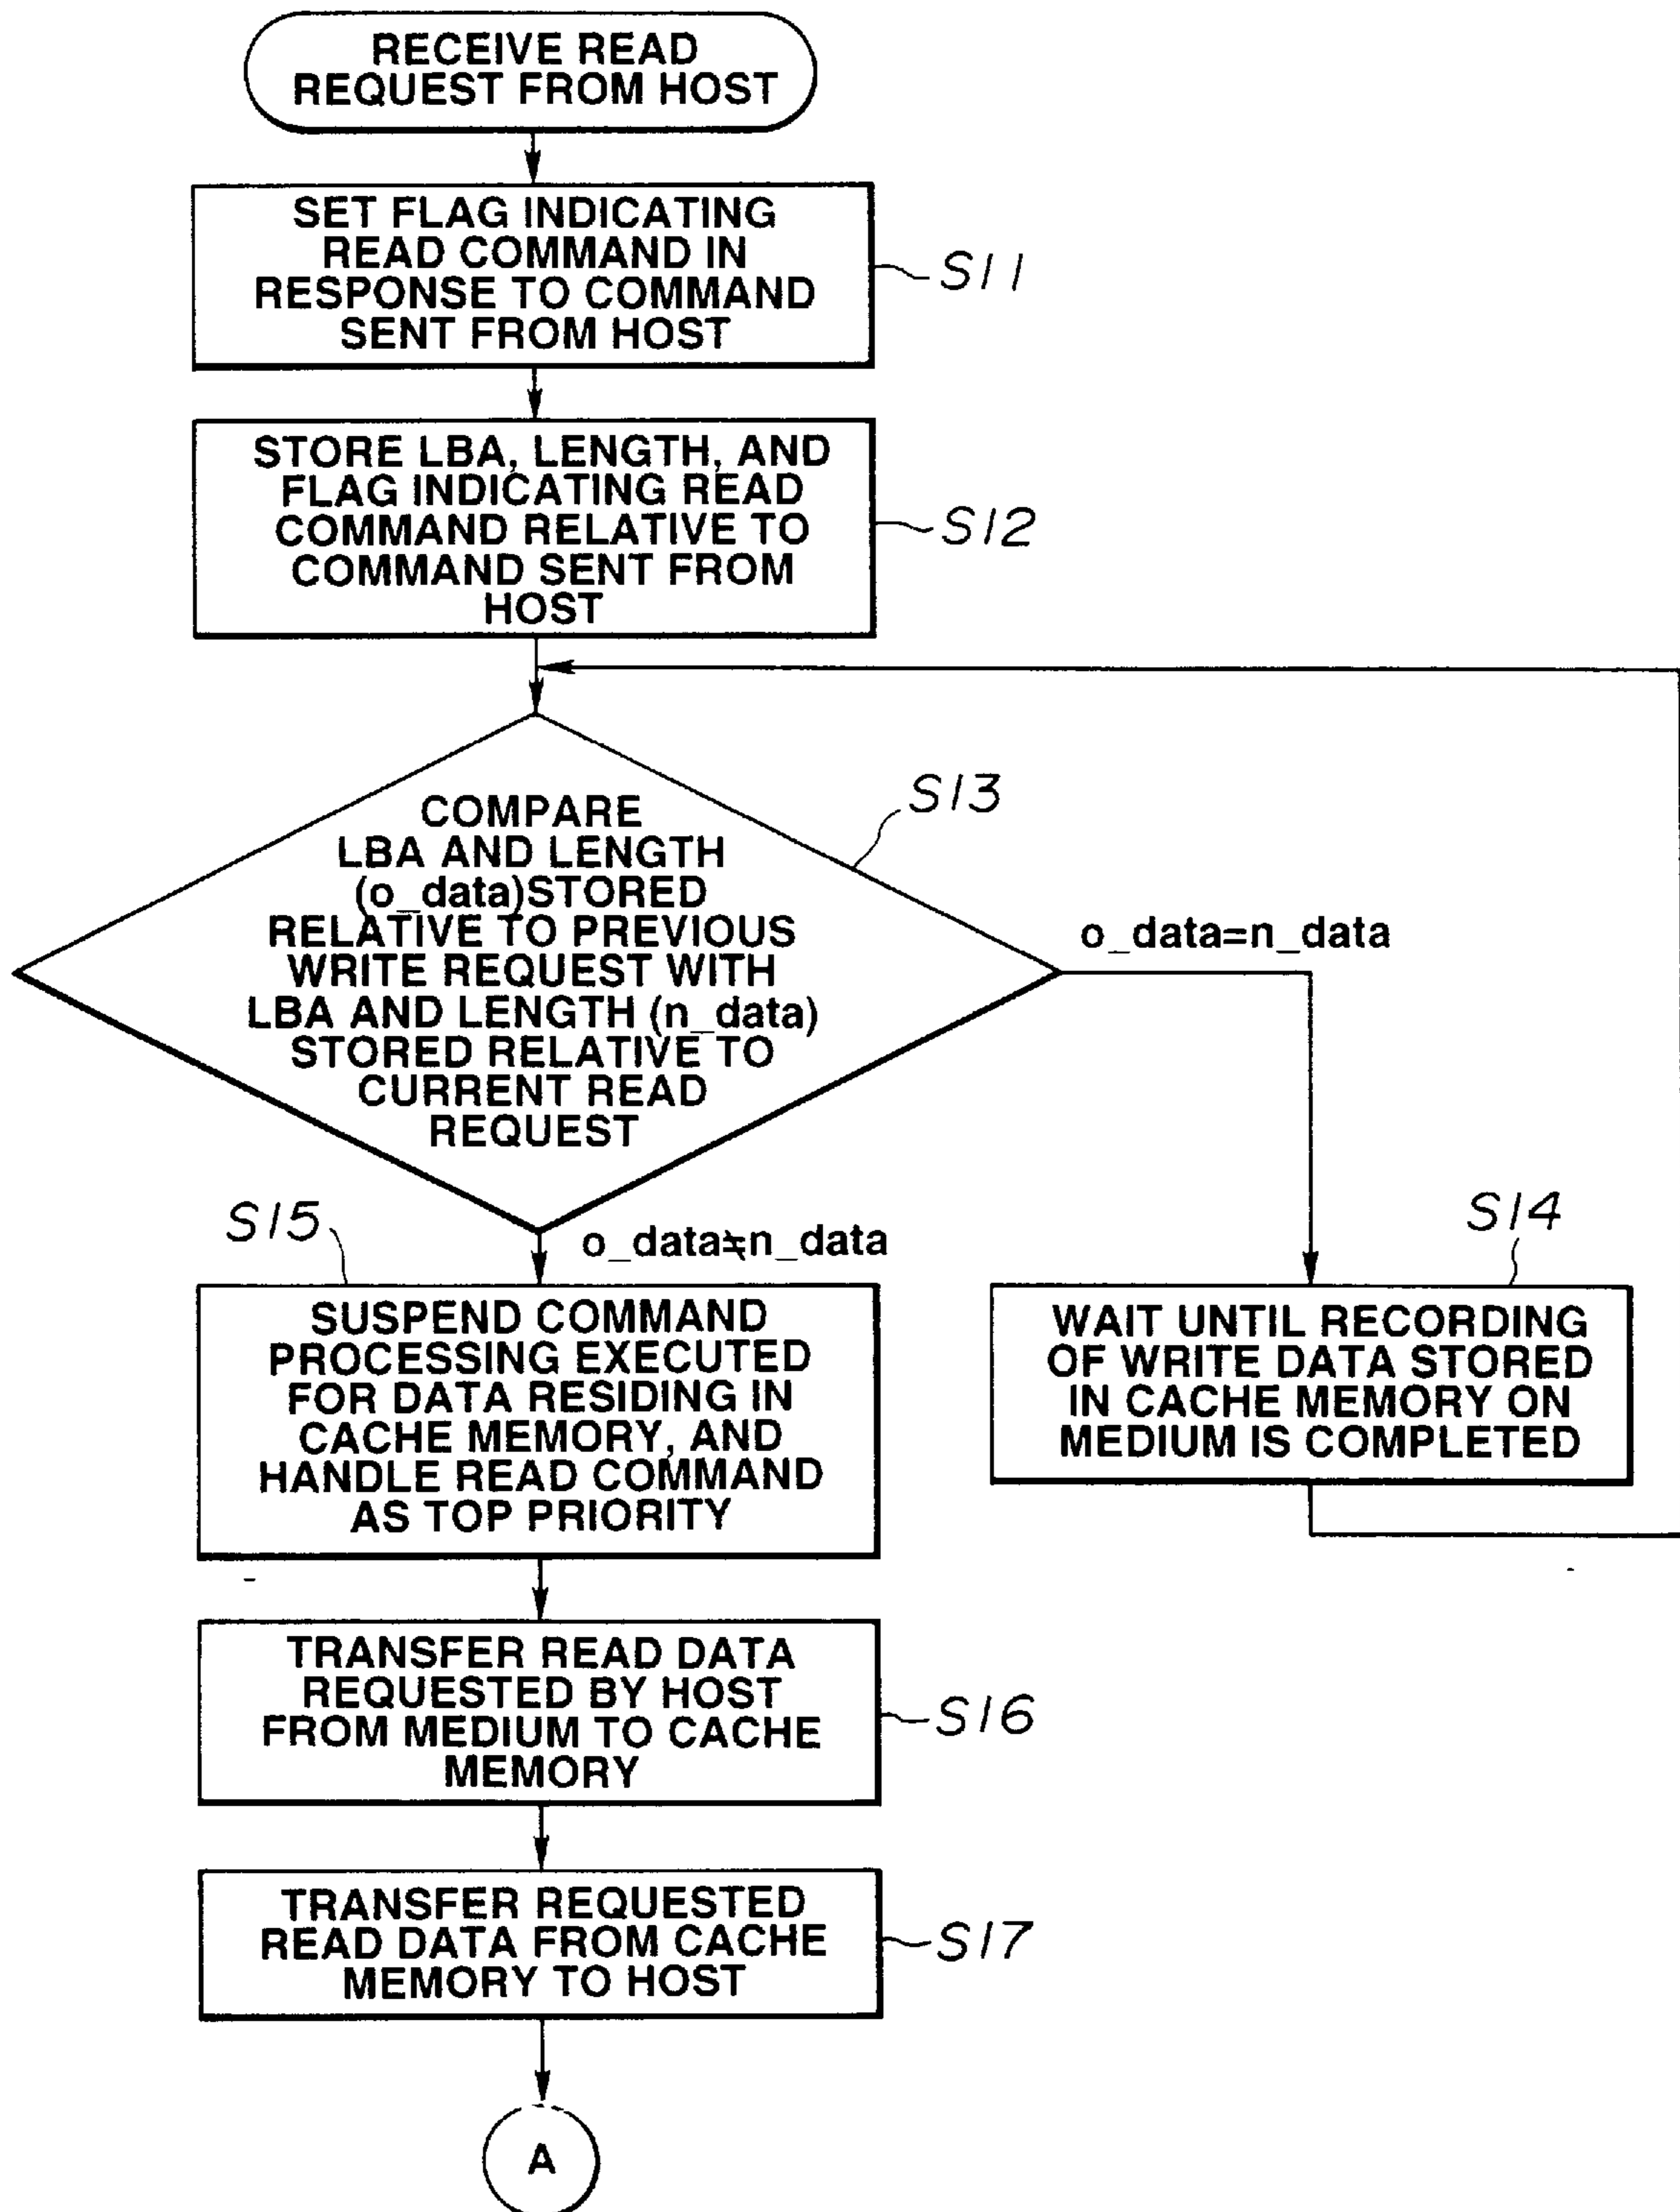 RECEIVE READ
REQUEST FROM HOST
SET FLAG INDICATING
READ COMMAND IN
RESPONSE TO COMMAND
SENT FROM HOST
S11
STORE LBA, LENGTH, AND
FLAG INDICATING READ
COMMAND RELATIVE TO
COMMAND SENT FROM
HOST
S12
S13
COMPARE
LBA AND LENGTH
(o_data)STORED
RELATIVE TO PREVIOUS
WRITE REQUEST WITH
LBA AND LENGTH (n_data)
STORED RELATIVE TO
CURRENT READ
REQUEST
o_data=n_data
S15
o_data≠n_data
S14
SUSPEND COMMAND
PROCESSING EXECUTED
FOR DATA RESIDING IN
CACHE MEMORY, AND
HANDLE READ COMMAND
AS TOP PRIORITY
WAIT UNTIL RECORDING
OF WRITE DATA STORED
IN CACHE MEMORY ON
MEDIUM IS COMPLETED
TRANSFER READ DATA
REQUESTED BY HOST
FROM MEDIUM TO CACHE
MEMORY
S16
TRANSFER REQUESTED
READ DATA FROM CACHE
MEMORY TO HOST
S17
A